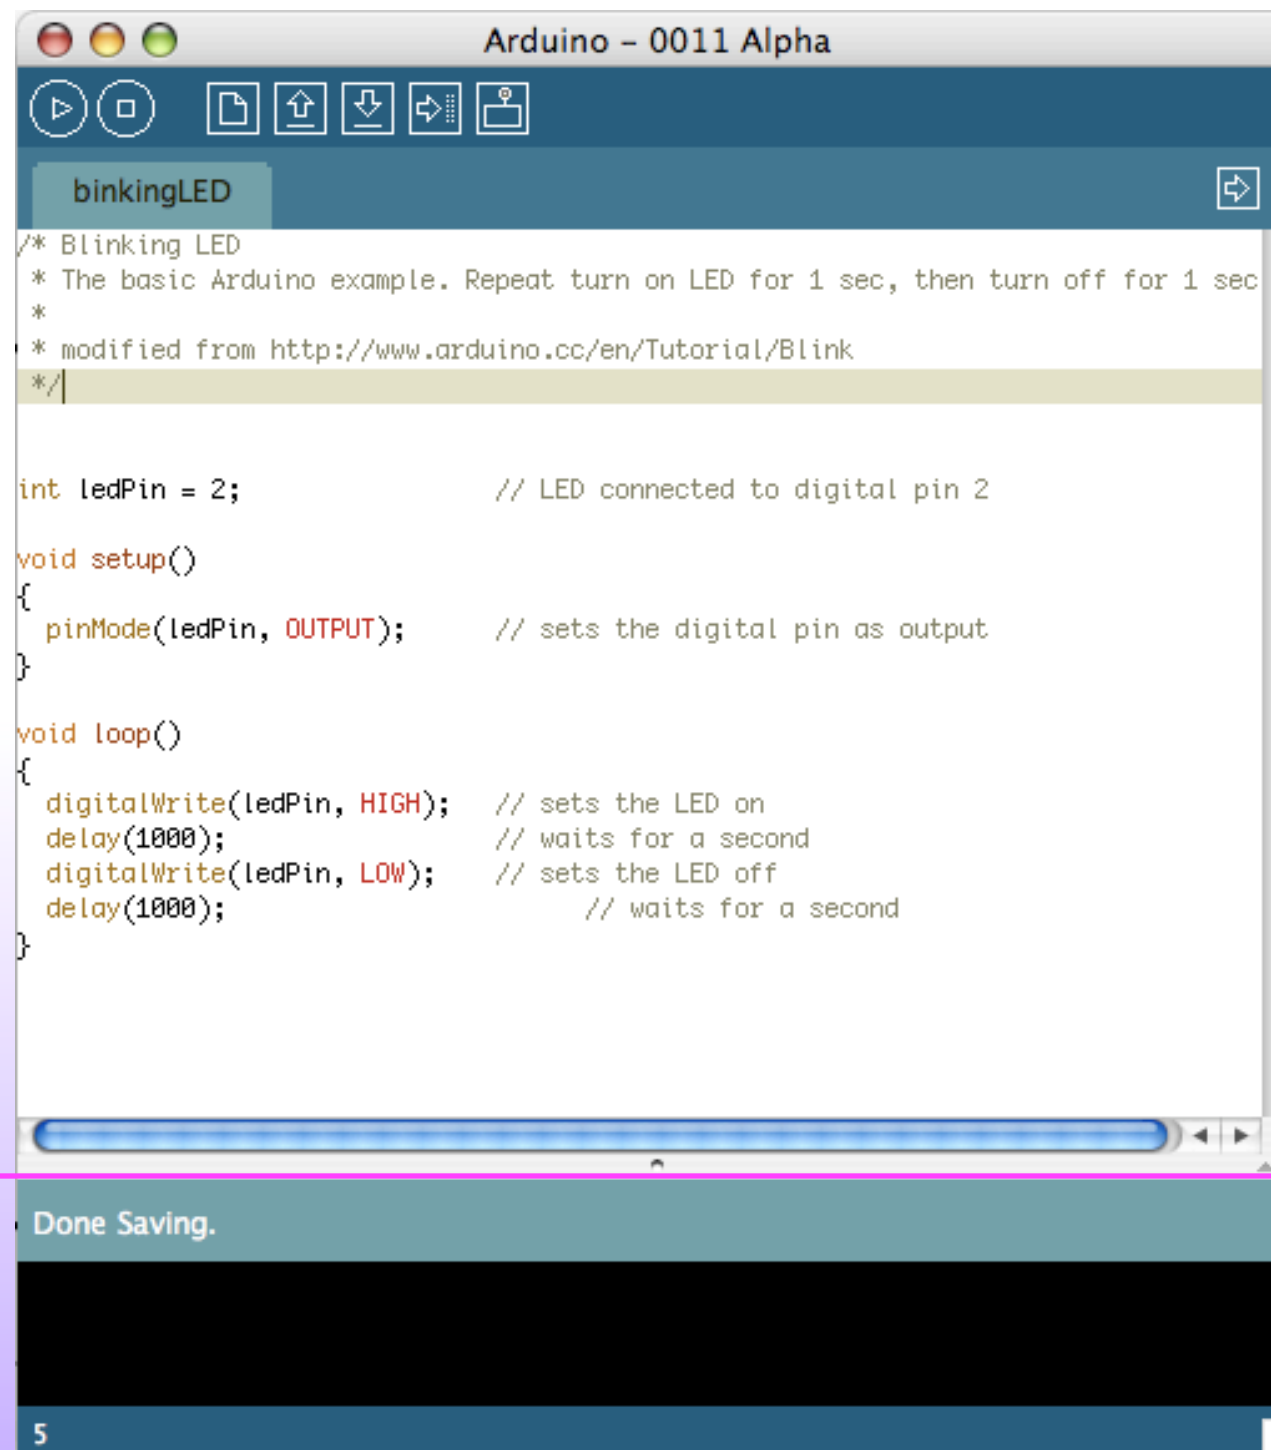 Arduino – 0011 Alpha
binkingLED
/* Blinking LED
 * The basic Arduino example. Repeat turn on LED for 1 sec, then turn off for 1 sec
 *
 * modified from http://www.arduino.cc/en/Tutorial/Blink
 */
int ledPin = 2;                 // LED connected to digital pin 2
void setup()
{
  pinMode(ledPin, OUTPUT);      // sets the digital pin as output
}
void loop()
{
  digitalWrite(ledPin, HIGH);   // sets the LED on
  delay(1000);                  // waits for a second
  digitalWrite(ledPin, LOW);    // sets the LED off
  delay(1000);                        // waits for a second
}
Done Saving.
5